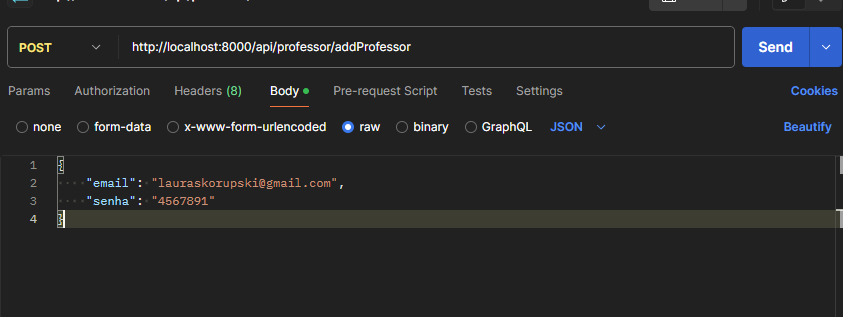 POST http://localhost:8000/api/professor/addProfessor Send
Params Authorization Headers (8) Body Pre-request Script Tests Settings Cookies
none form-data x-www-form-urlencoded raw binary GraphQL JSON Beautify
1 {
2 "email": "lauraskorupski@gmail.com",
3 "senha": "4567891"
4 }